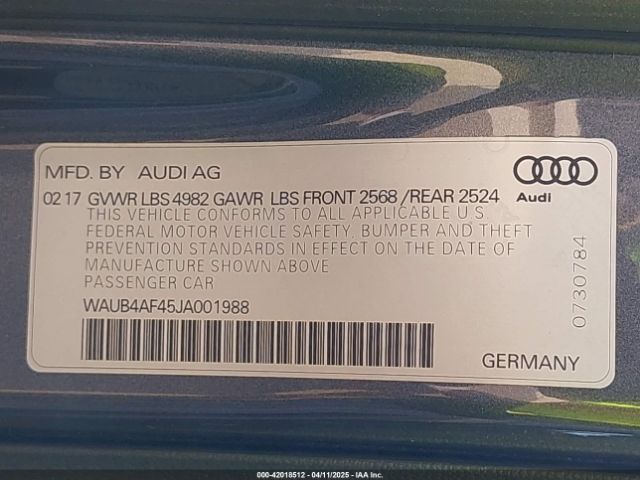 MFD. BY AUDI AG
02 17 GVWR LBS 4982 GAWR LBS FRONT 2568 /REAR 2524
THIS VEHICLE CONFORMS TO ALL APPLICABLE U S
FEDERAL MOTOR VEHICLE SAFETY, BUMPER AND THEFT
PREVENTION STANDARDS IN EFFECT ON THE DATE OF
MANUFACTURE SHOWN ABOVE
PASSENGER CAR
WAUB4AF45JA001988
Audi
0730784
GERMANY
000-42018512 - 04/11/2025 - IAA Inc.